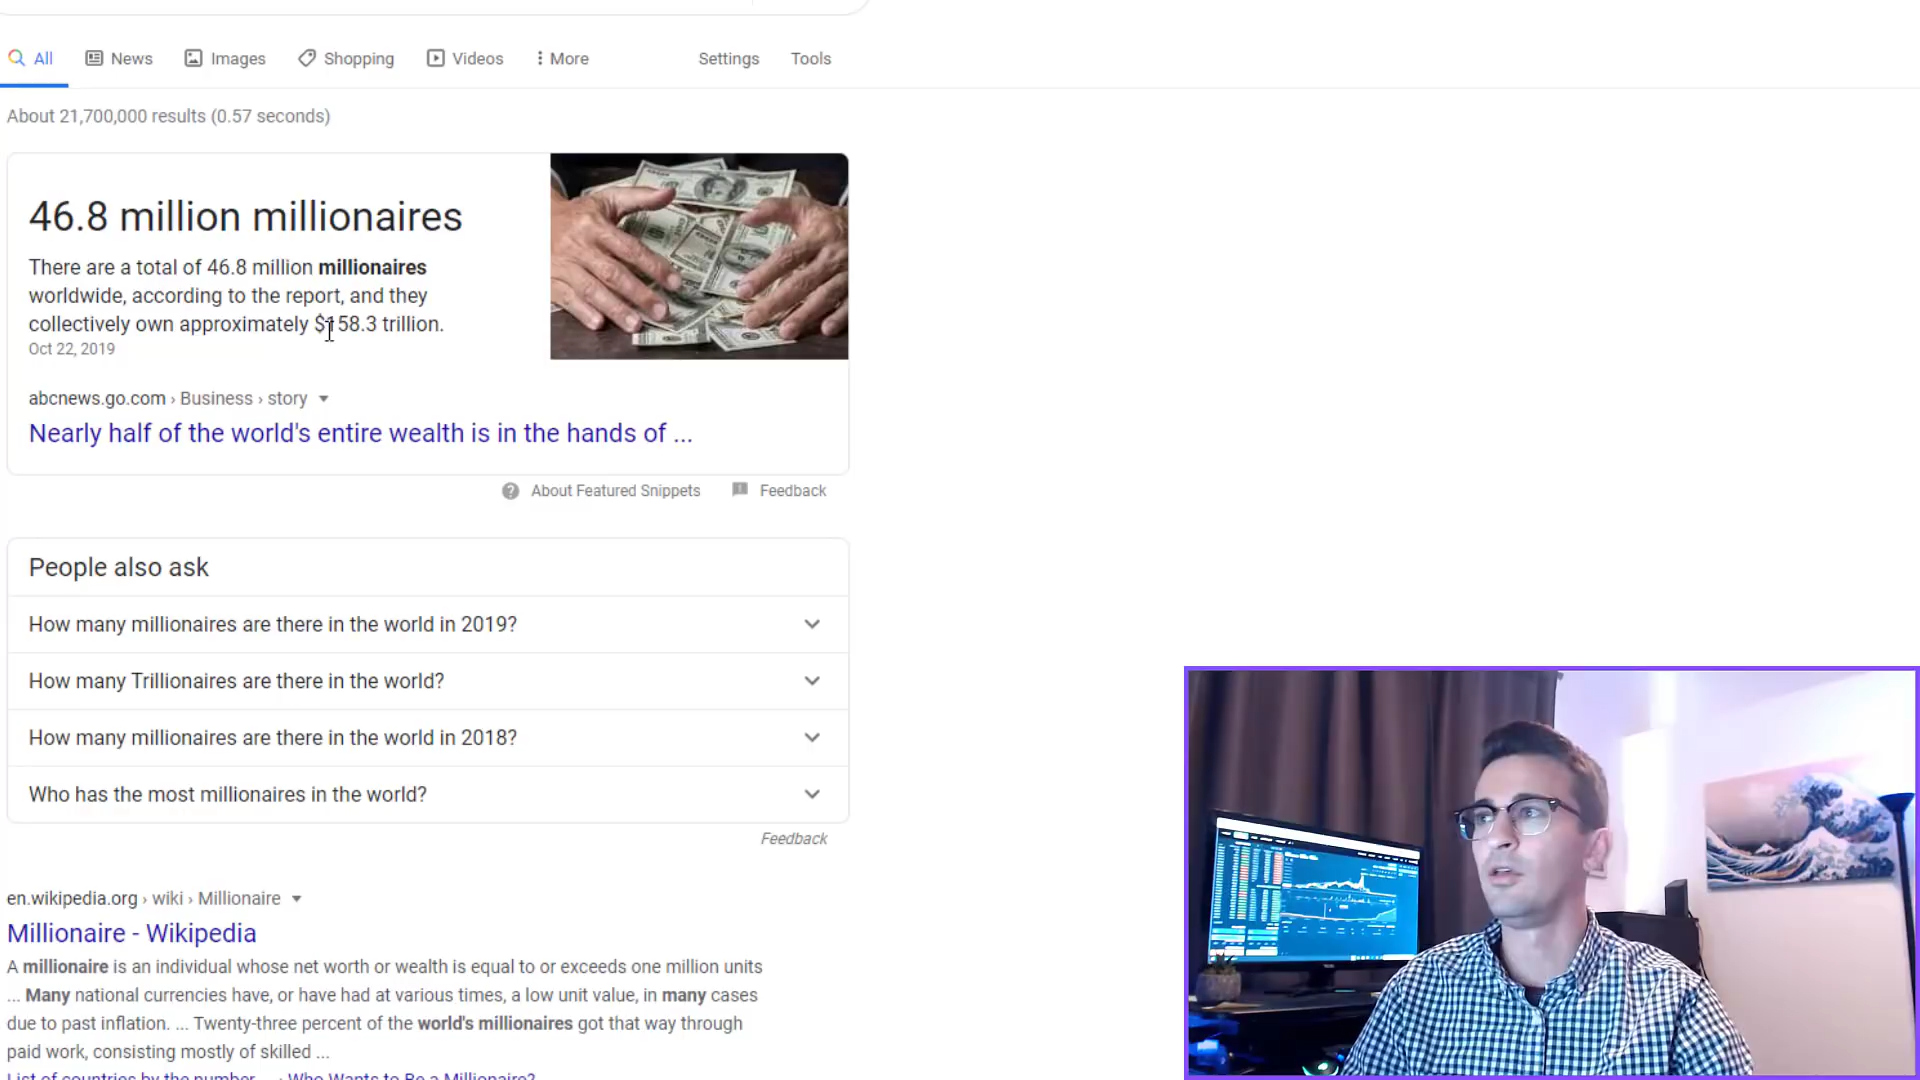 All News Images Shopping Videos More Settings Tools
About 21,700,000 results (0.57 seconds)
46.8 million millionaires
There are a total of 46.8 million millionaires
worldwide, according to the report, and they
collectively own approximately $158.3 trillion.
Oct 22, 2019
abcnews.go.com › Business › story
Nearly half of the world's entire wealth is in the hands of ...
About Featured Snippets Feedback
People also ask
How many millionaires are there in the world in 2019?
How many Trillionaires are there in the world?
How many millionaires are there in the world in 2018?
Who has the most millionaires in the world?
Feedback
en.wikipedia.org › wiki › Millionaire
Millionaire - Wikipedia
A millionaire is an individual whose net worth or wealth is equal to or exceeds one million units
... Many national currencies have, or have had at various times, a low unit value, in many cases
due to past inflation. ... Twenty-three percent of the world's millionaires got that way through
paid work, consisting mostly of skilled ...
List of countries by the number ... · Who Wants to Be a Millionaire?